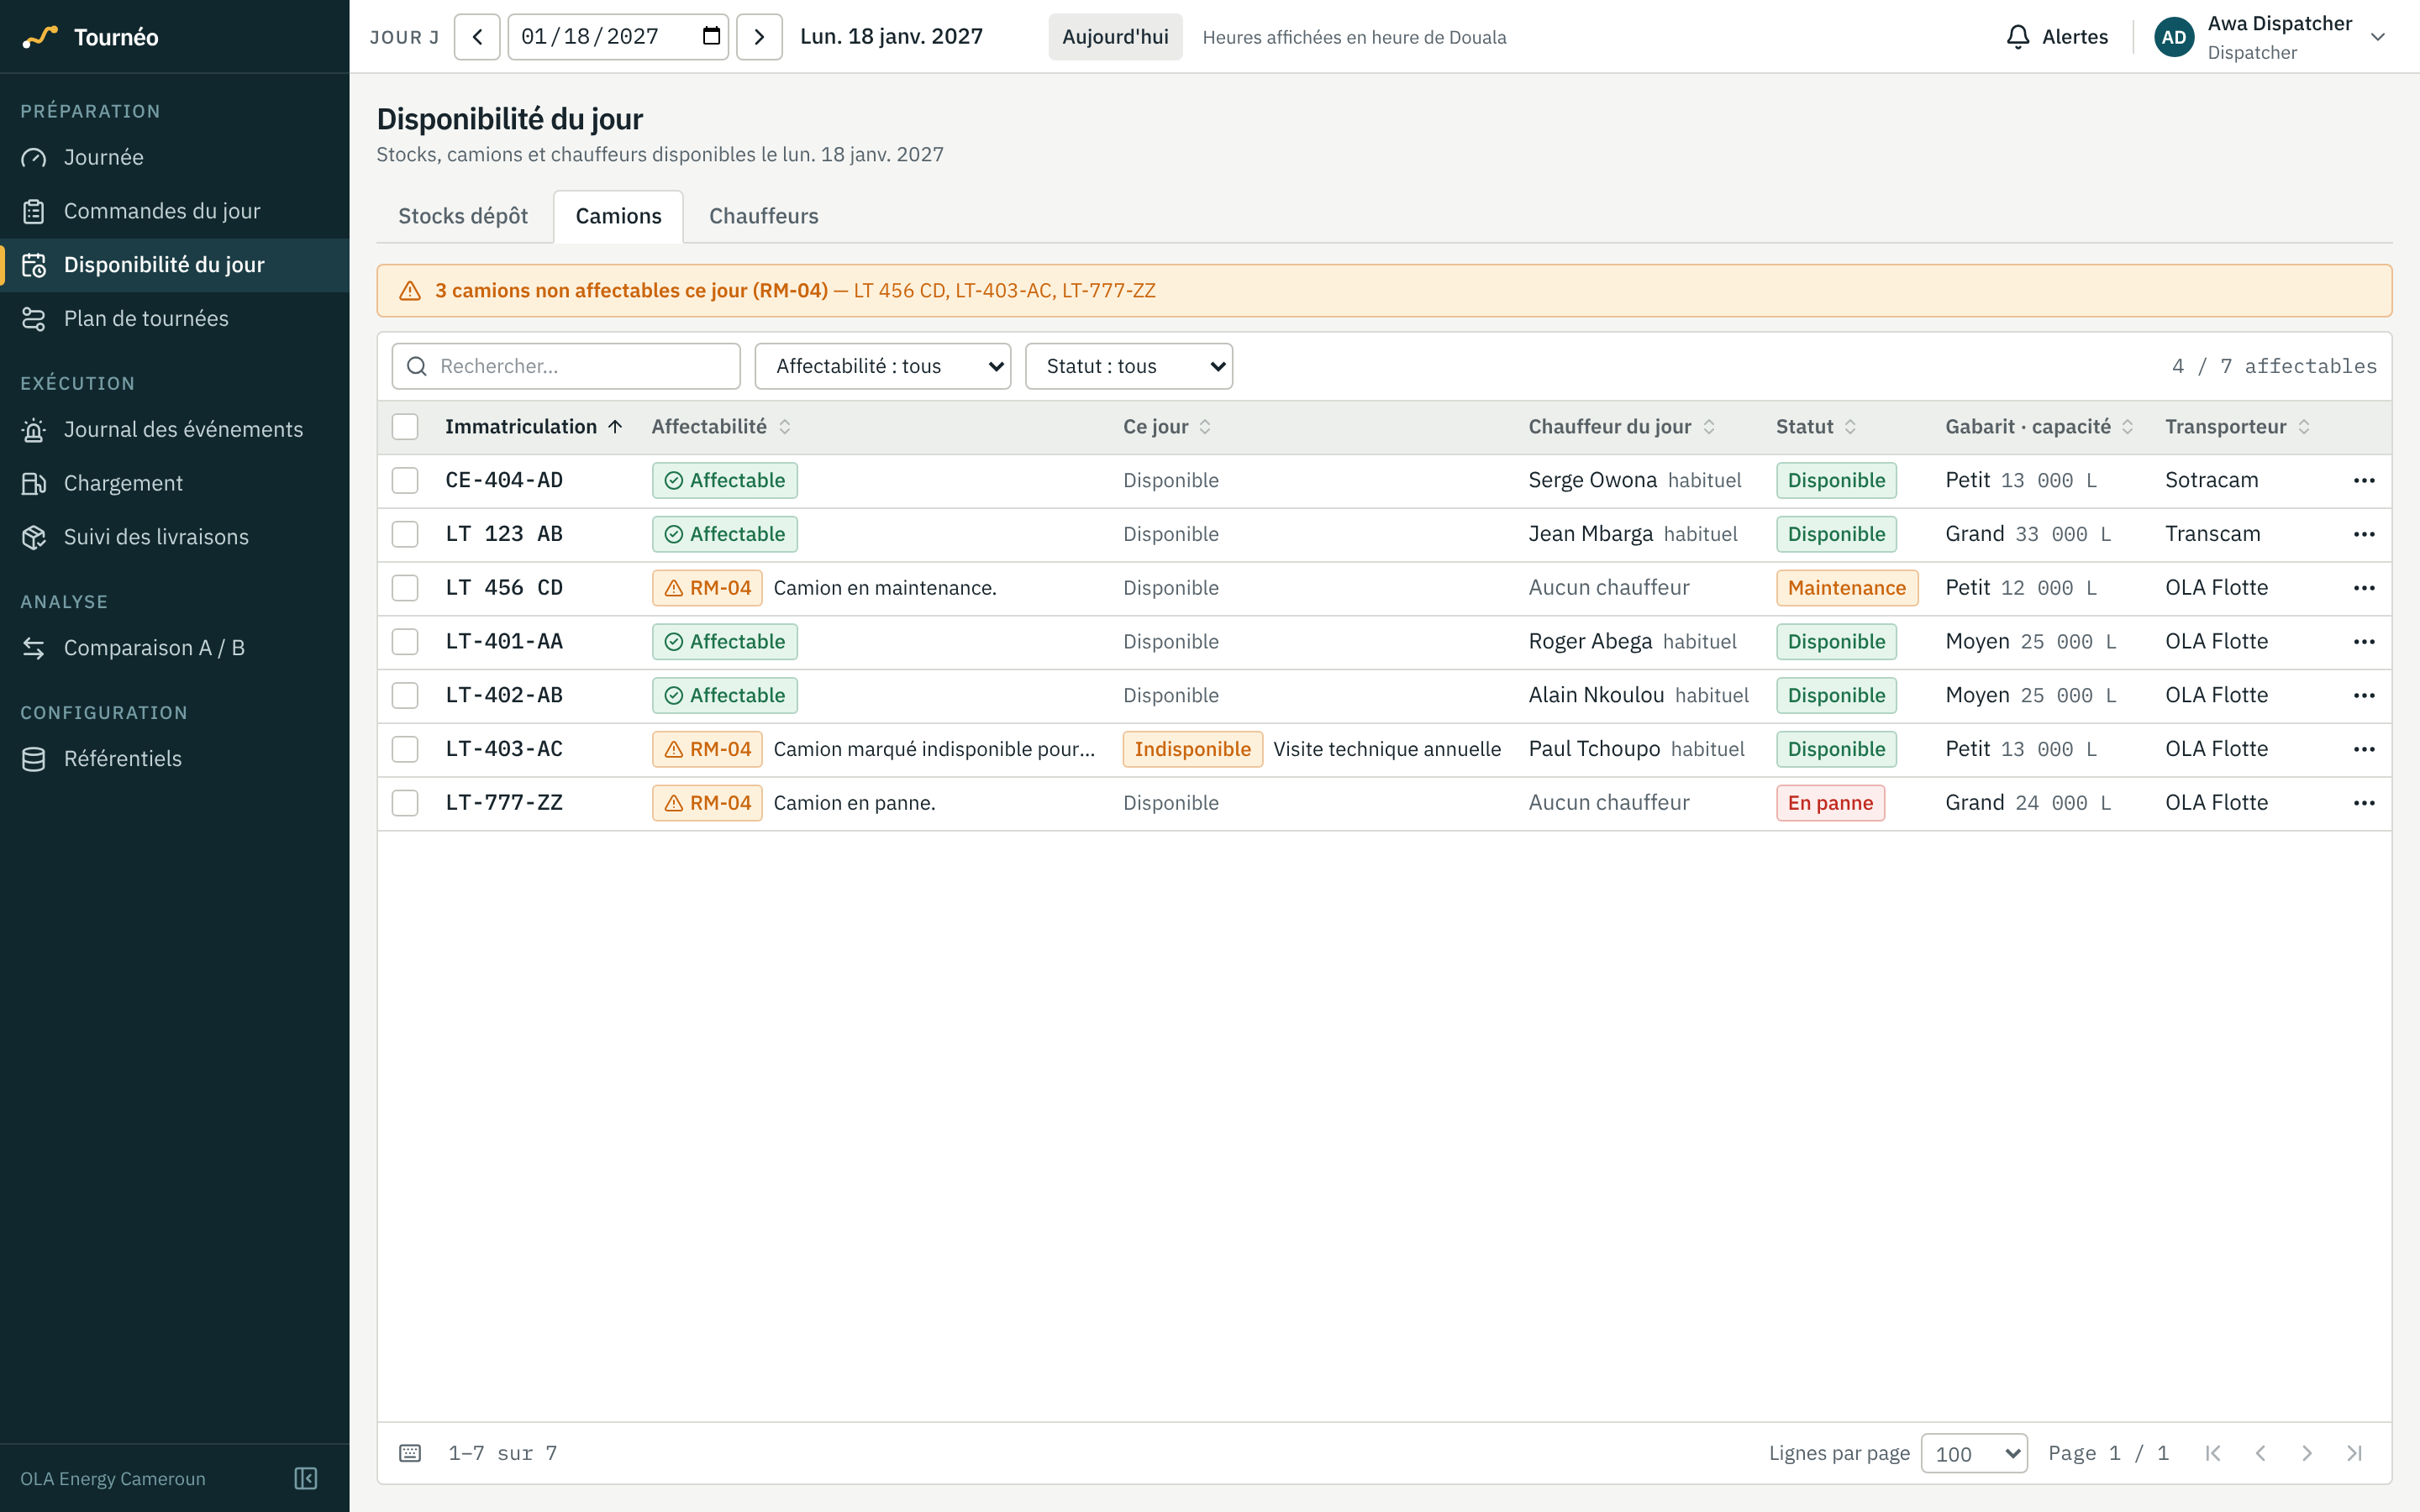 Tournéo
JOUR J 01/18/2027 Lun. 18 janv. 2027 Aujourd'hui Heures affichées en heure de Douala Alertes AD Awa Dispatcher
Dispatcher
PRÉPARATION
Journée
Commandes du jour
Disponibilité du jour
Plan de tournées
EXÉCUTION
Journal des événements
Chargement
Suivi des livraisons
ANALYSE
Comparaison A / B
CONFIGURATION
Référentiels
OLA Energy Cameroun
Disponibilité du jour
Stocks, camions et chauffeurs disponibles le lun. 18 janv. 2027
Stocks dépôt Camions Chauffeurs
3 camions non affectables ce jour (RM-04) — LT 456 CD, LT-403-AC, LT-777-ZZ
Rechercher... Affectabilité : tous Statut : tous 4 / 7 affectables
Immatriculation Affectabilité Ce jour Chauffeur du jour Statut Gabarit · capacité Transporteur
CE-404-AD Affectable Disponible Serge Owona habituel Disponible Petit 13 000 L Sotracam
LT 123 AB Affectable Disponible Jean Mbarga habituel Disponible Grand 33 000 L Transcam
LT 456 CD RM-04 Camion en maintenance. Disponible Aucun chauffeur Maintenance Petit 12 000 L OLA Flotte
LT-401-AA Affectable Disponible Roger Abega habituel Disponible Moyen 25 000 L OLA Flotte
LT-402-AB Affectable Disponible Alain Nkoulou habituel Disponible Moyen 25 000 L OLA Flotte
LT-403-AC RM-04 Camion marqué indisponible pour... Indisponible Visite technique annuelle Paul Tchoupo habituel Disponible Petit 13 000 L OLA Flotte
LT-777-ZZ RM-04 Camion en panne. Disponible Aucun chauffeur En panne Grand 24 000 L OLA Flotte
1–7 sur 7 Lignes par page 100 Page 1 / 1